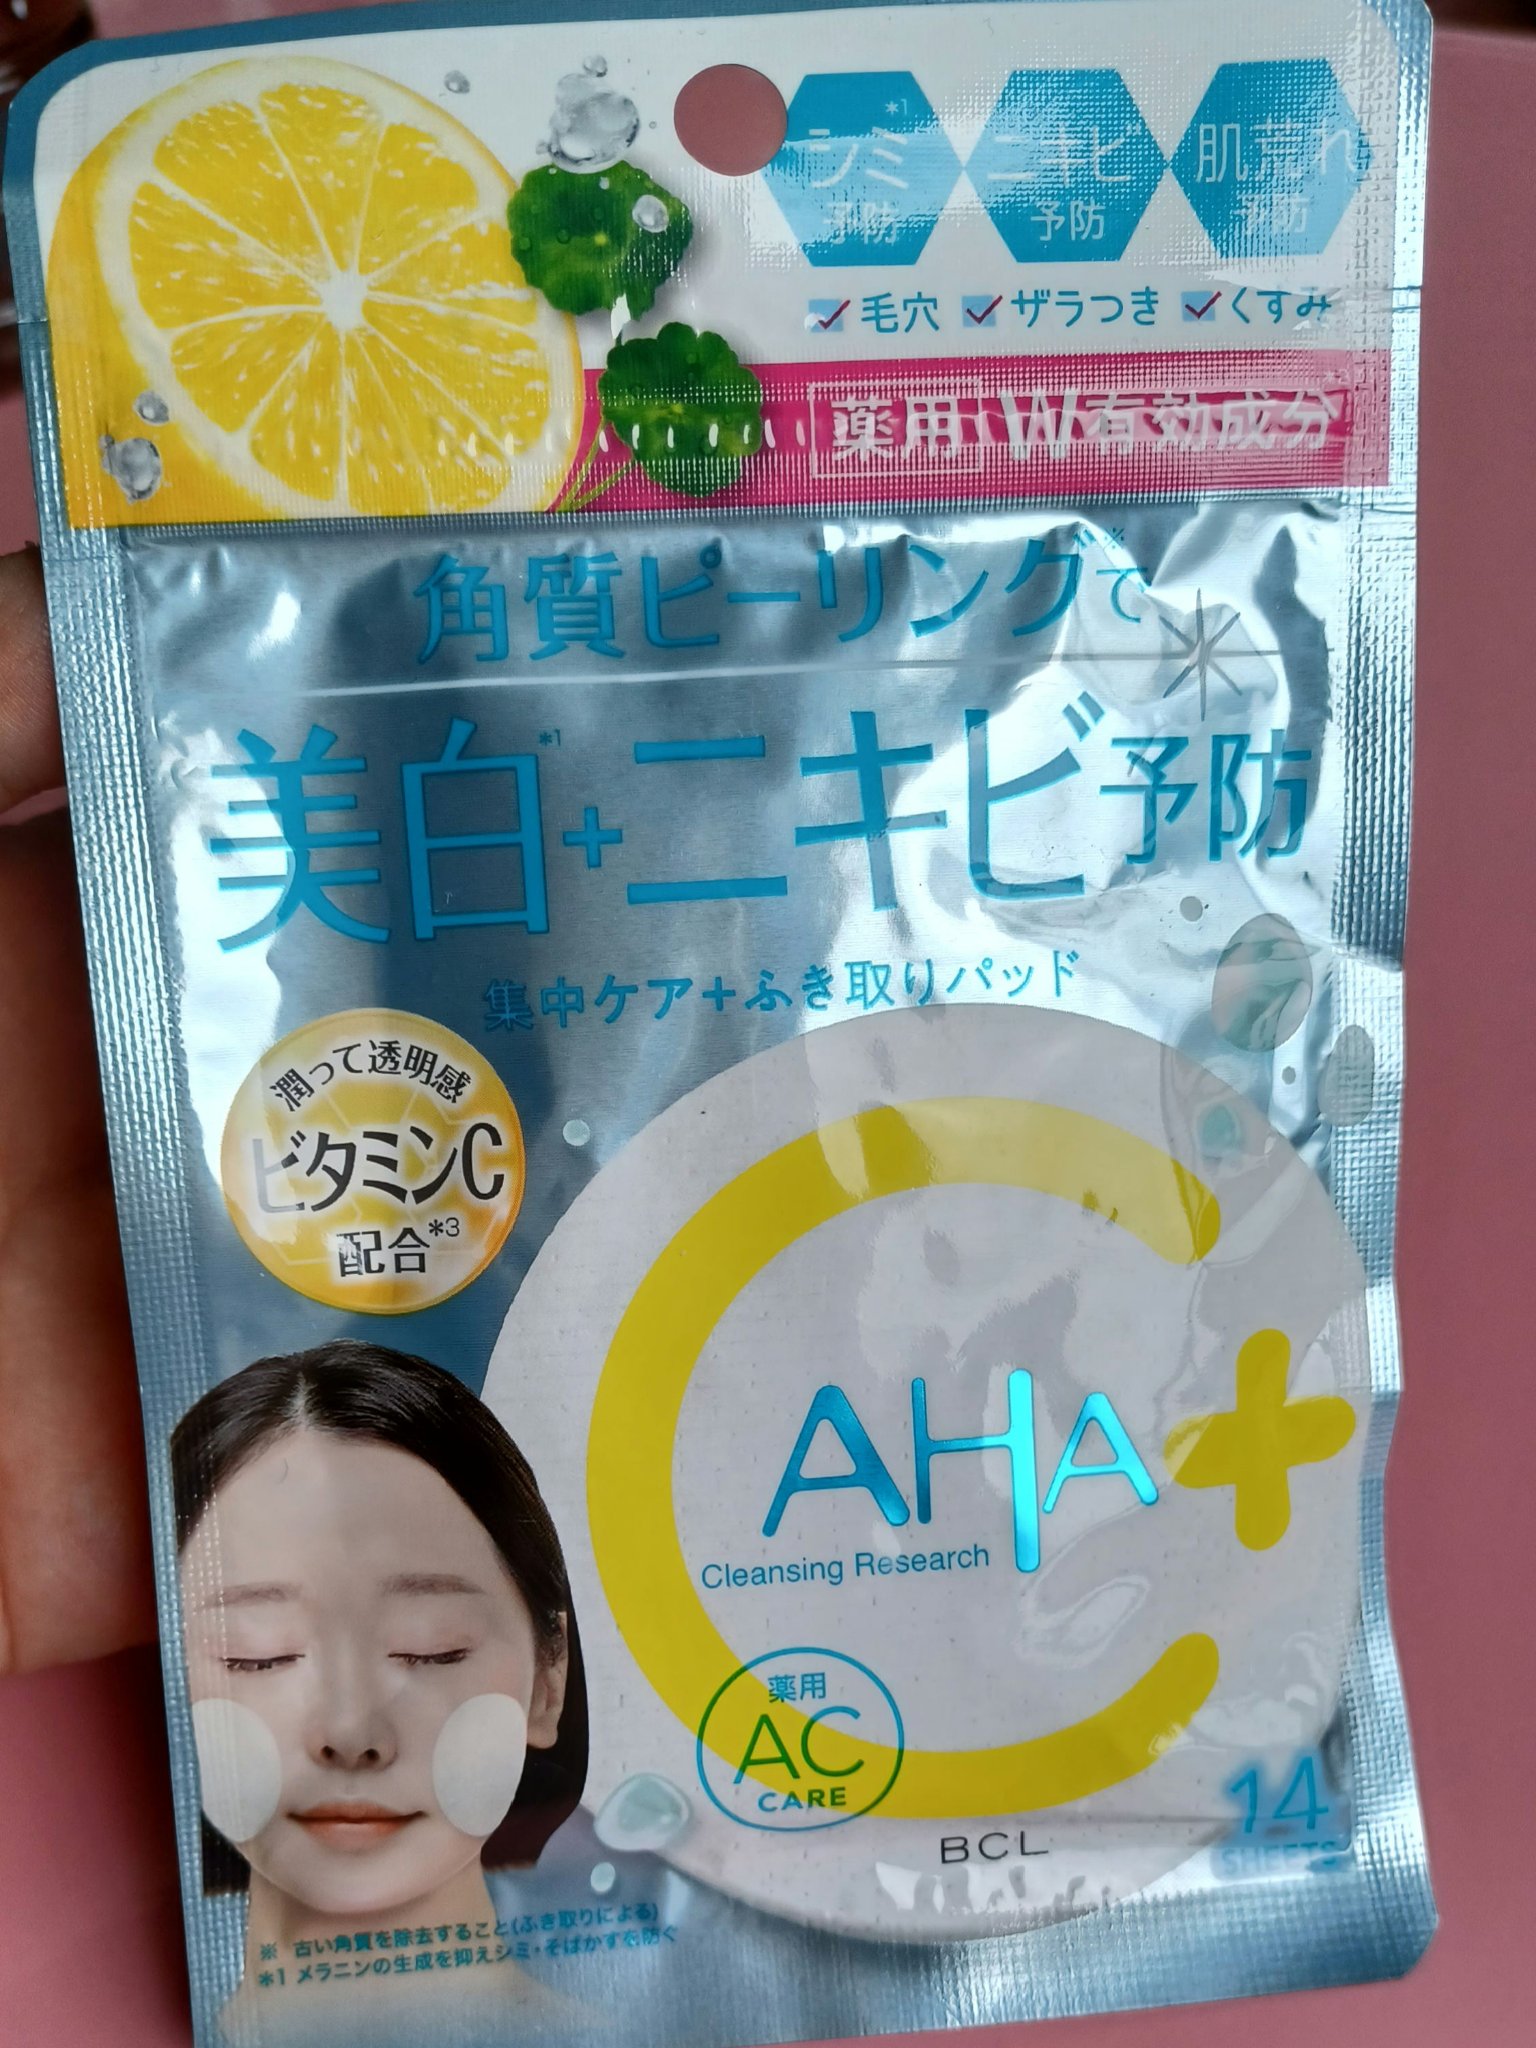 シミ*1
予防
ニキビ
予防
肌荒れ
予防
毛穴 ザラつき くすみ
薬用 W有効成分
角質ピーリング※で
美白*1+ニキビ予防
集中ケア+ふき取りパッド
潤って透明感
ビタミンC
配合*3
AHA
Cleansing Research
薬用
AC
CARE
BCL
14
SHEETS
※ 古い角質を除去すること(ふき取りによる)
*1 メラニンの生成を抑えシミ・そばかすを防ぐ